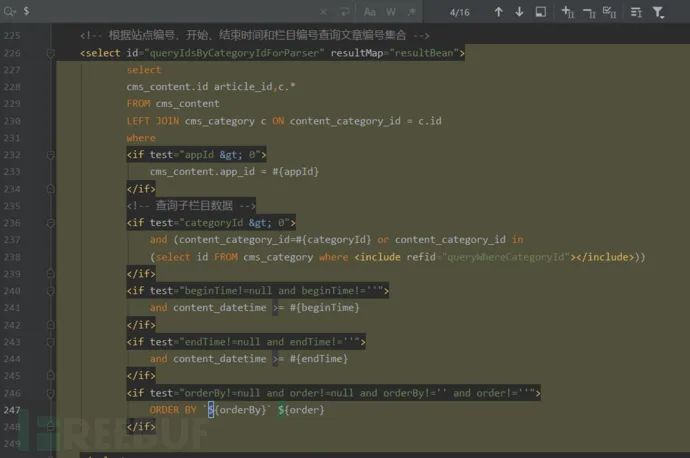 $ Aa W .* 4/16
225 <!-- 根据站点编号、开始、结束时间和栏目编号查询文章编号集合 -->
226 <select id="queryIdsByCategoryIdForParser" resultMap="resultBean">
227 select
228 cms_content.id article_id,c.*
229 FROM cms_content
230 LEFT JOIN cms_category c ON content_category_id = c.id
231 where
232 <if test="appId &gt; 0">
233 cms_content.app_id = #{appId}
234 </if>
235 <!-- 查询子栏目数据 -->
236 <if test="categoryId &gt; 0">
237 and (content_category_id=#{categoryId} or content_category_id in
238 (select id FROM cms_category where <include refid="queryWhereCategoryId"></include>))
239 </if>
240 <if test="beginTime!=null and beginTime!=''">
241 and content_datetime >= #{beginTime}
242 </if>
243 <if test="endTime!=null and endTime!=''">
244 and content_datetime >= #{endTime}
245 </if>
246 <if test="orderBy!=null and order!=null and orderBy!='' and order!=''">
247 ORDER BY `${orderBy}` ${order}
248 </if>
249
REEBUF